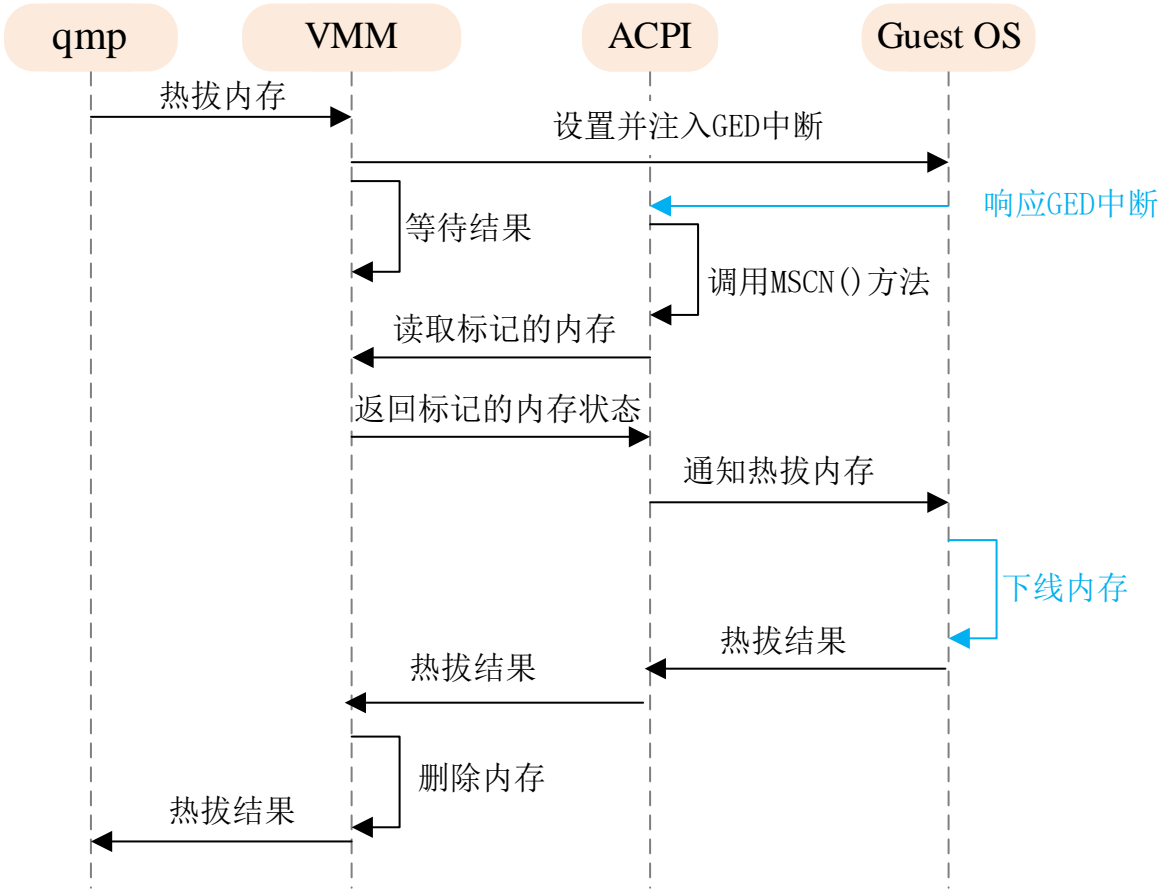 qmp
VMM
ACPI
Guest OS
热拔内存
设置并注入GED中断
响应GED中断
等待结果
调用MSCN()方法
读取标记的内存
返回标记的内存状态
通知热拔内存
下线内存
热拔结果
热拔结果
删除内存
热拔结果